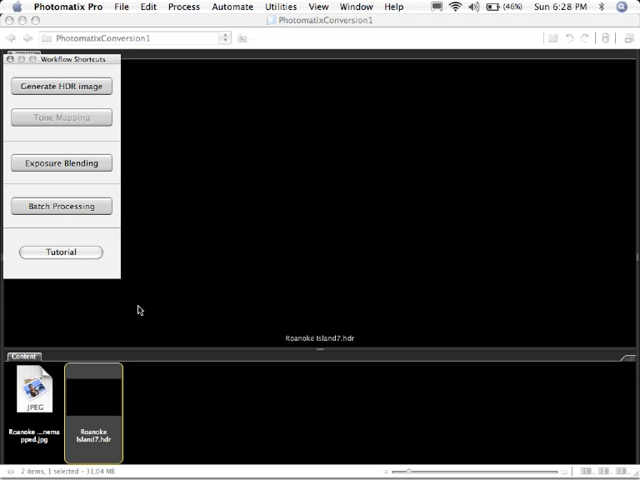 Photomatix Pro File Edit Process Automate Utilities View Window Help (46%) Sun 6:28 PM
PhotomatixConversion1
PhotomatixConversion1
Workflow Shortcuts
Generate HDR image
Tone Mapping
Exposure Blending
Batch Processing
Tutorial
Roanoke Island7.hdr
Content
JPEG
Roanoke ...nema
pped.jpg
Roanoke
Island7.hdr
2 items, 1 selected - 31.04 MB